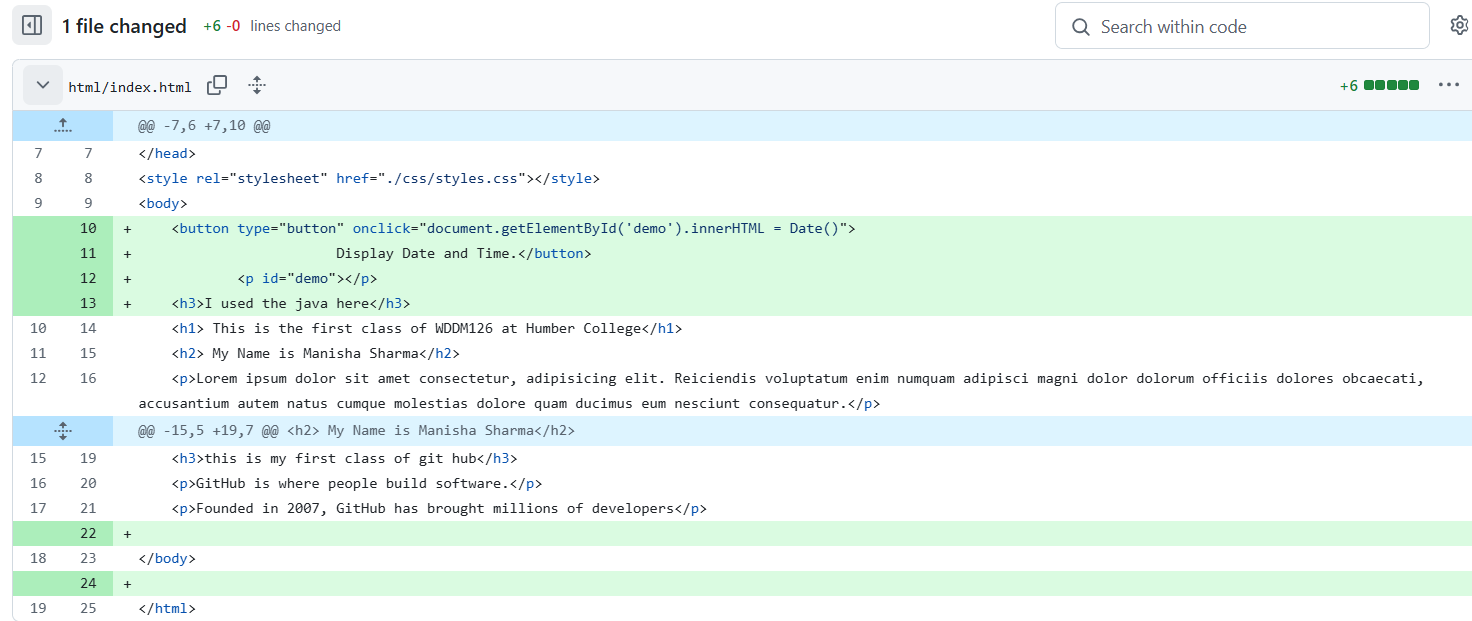 1 file changed +6 -0 lines changed
Search within code
html/index.html
+6
@@ -7,6 +7,10 @@
7 7 </head>
8 8 <style rel="stylesheet" href="./css/styles.css"></style>
9 9 <body>
10 + <button type="button" onclick="document.getElementById('demo').innerHTML = Date()">
11 + Display Date and Time.</button>
12 + <p id="demo"></p>
13 + <h3>I used the java here</h3>
10 14 <h1> This is the first class of WDDM126 at Humber College</h1>
11 15 <h2> My Name is Manisha Sharma</h2>
12 16 <p>Lorem ipsum dolor sit amet consectetur, adipisicing elit. Reiciendis voluptatum enim numquam adipisci magni dolor dolorum officiis dolores obcaecati,
accusantium autem natus cumque molestias dolore quam ducimus eum nesciunt consequatur.</p>
@@ -15,5 +19,7 @@ <h2> My Name is Manisha Sharma</h2>
15 19 <h3>this is my first class of git hub</h3>
16 20 <p>GitHub is where people build software.</p>
17 21 <p>Founded in 2007, GitHub has brought millions of developers</p>
22 +
18 23 </body>
24 +
19 25 </html>